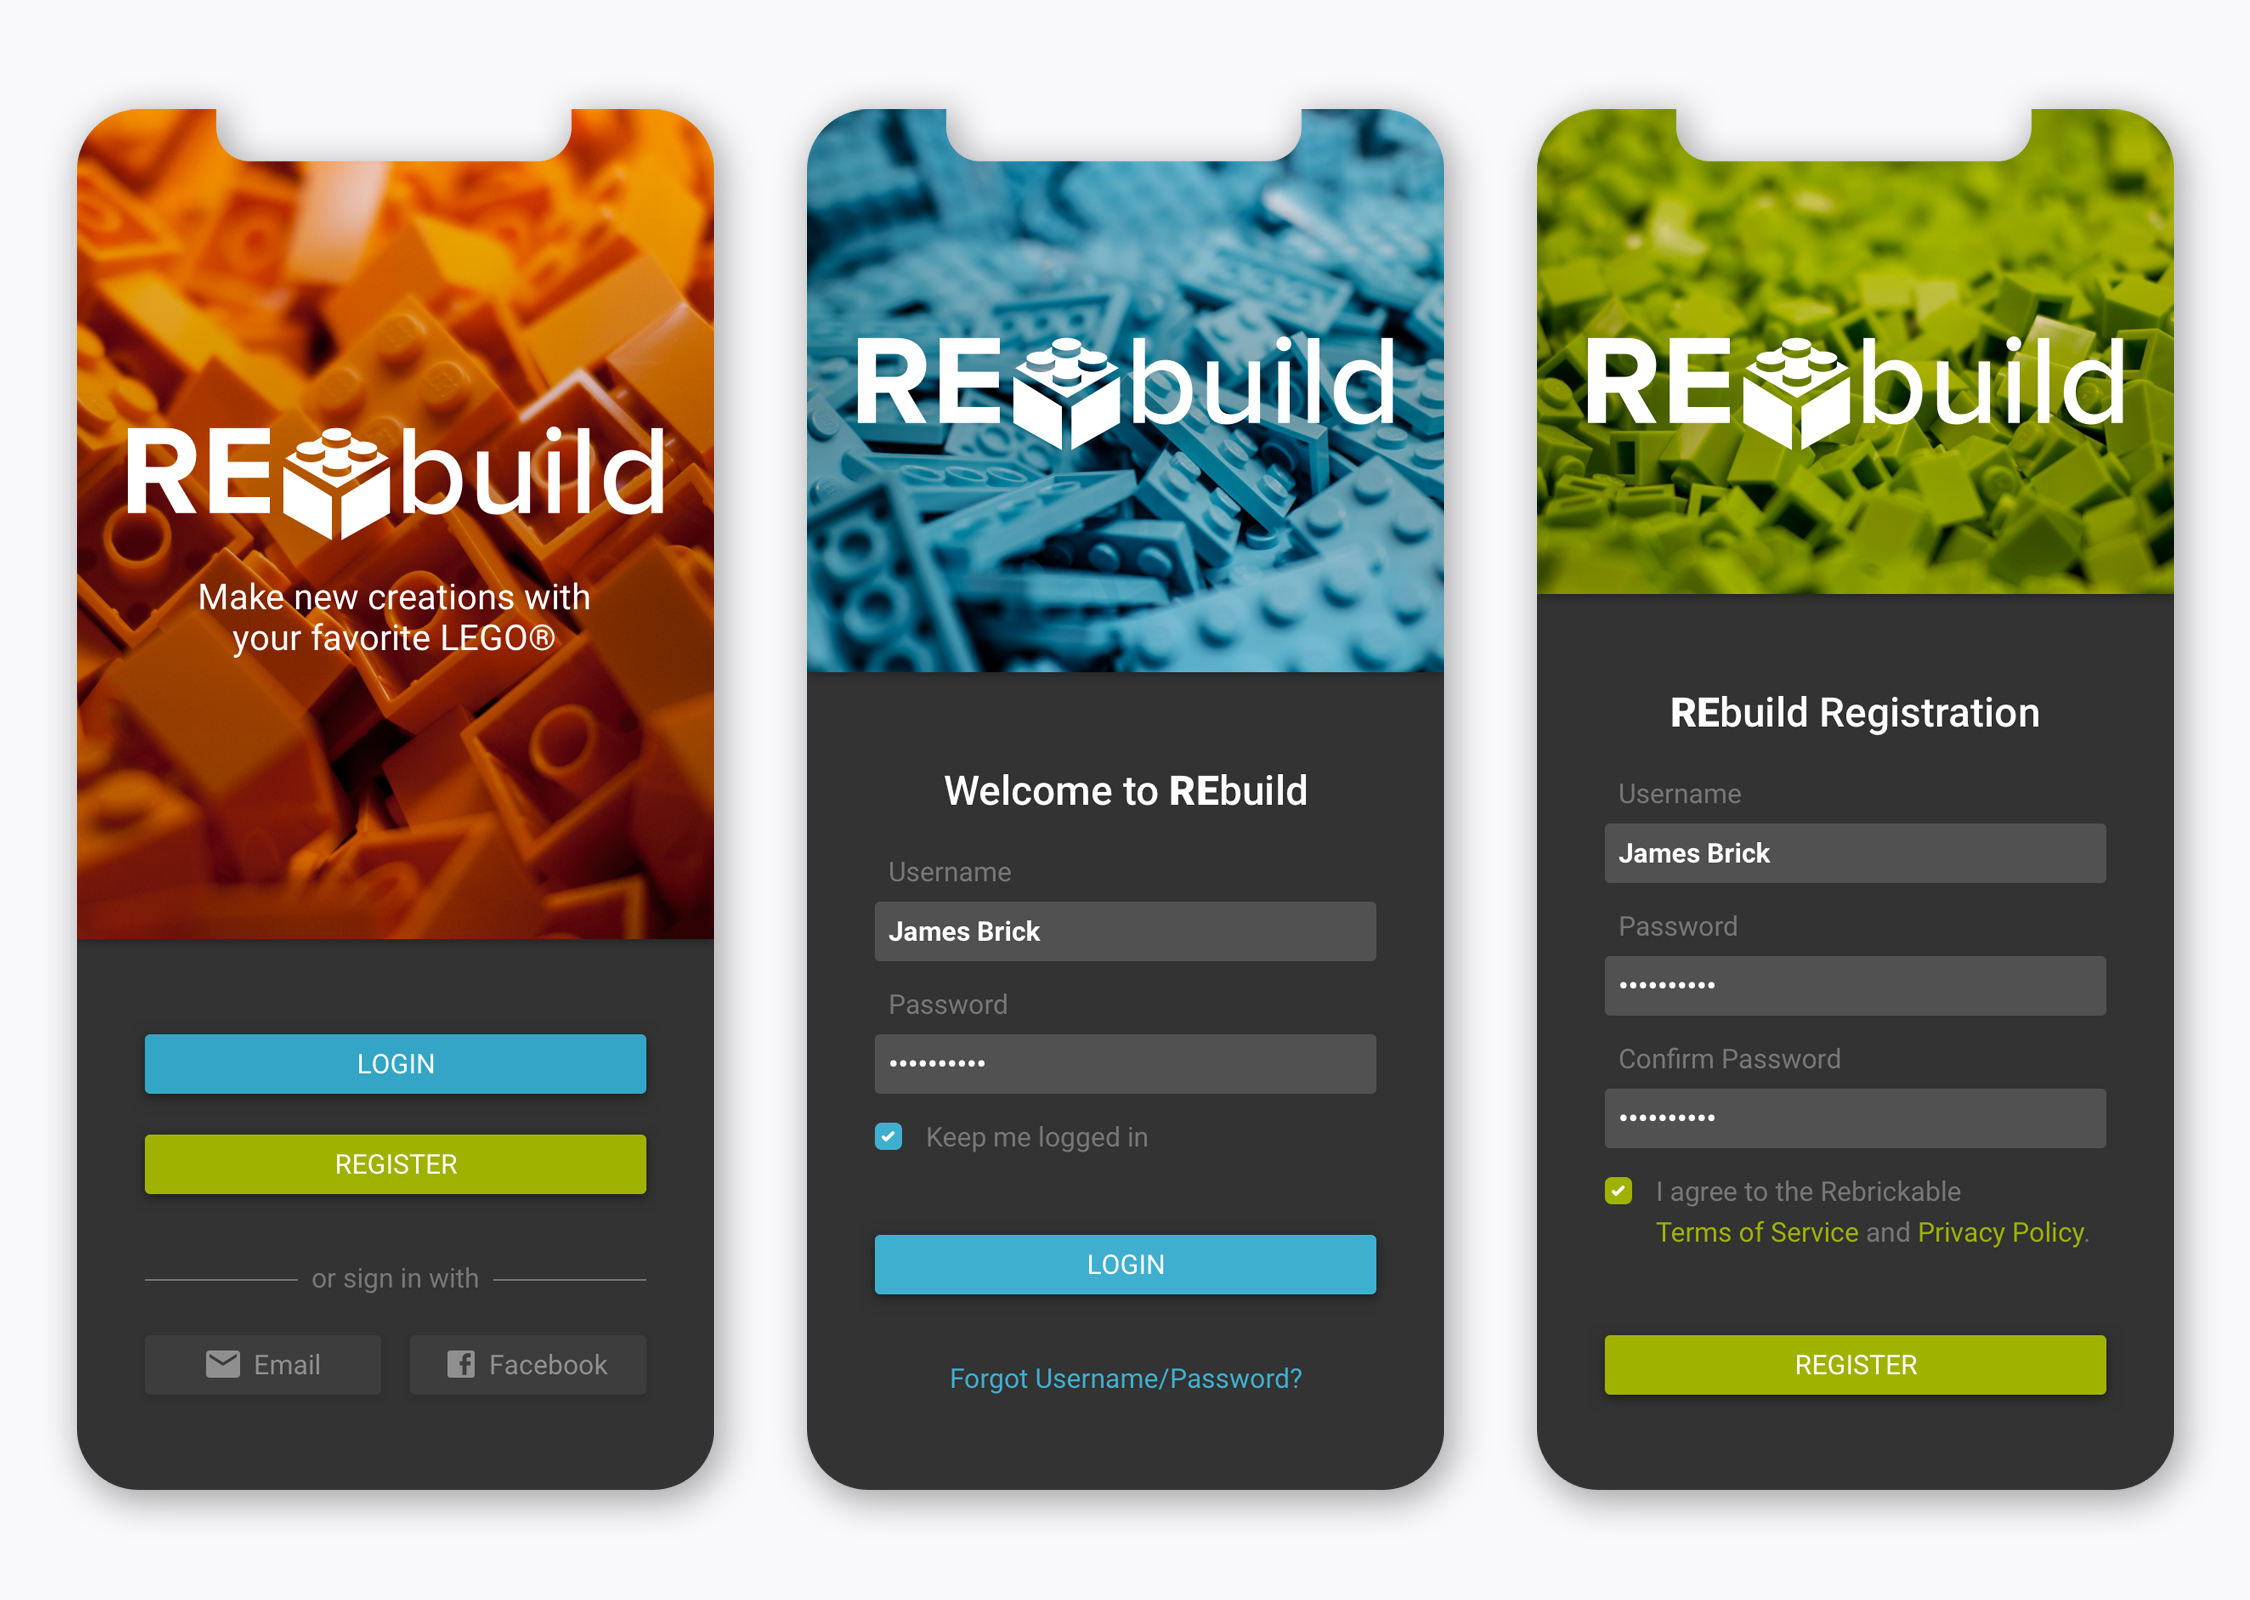 REbuild
Make new creations with
your favorite LEGO®
LOGIN
REGISTER
or sign in with
Email
Facebook
REbuild
Welcome to REbuild
Username
James Brick
Password
••••••••••
Keep me logged in
LOGIN
Forgot Username/Password?
REbuild
REbuild Registration
Username
James Brick
Password
••••••••••
Confirm Password
••••••••••
I agree to the Rebrickable
Terms of Service and Privacy Policy.
REGISTER